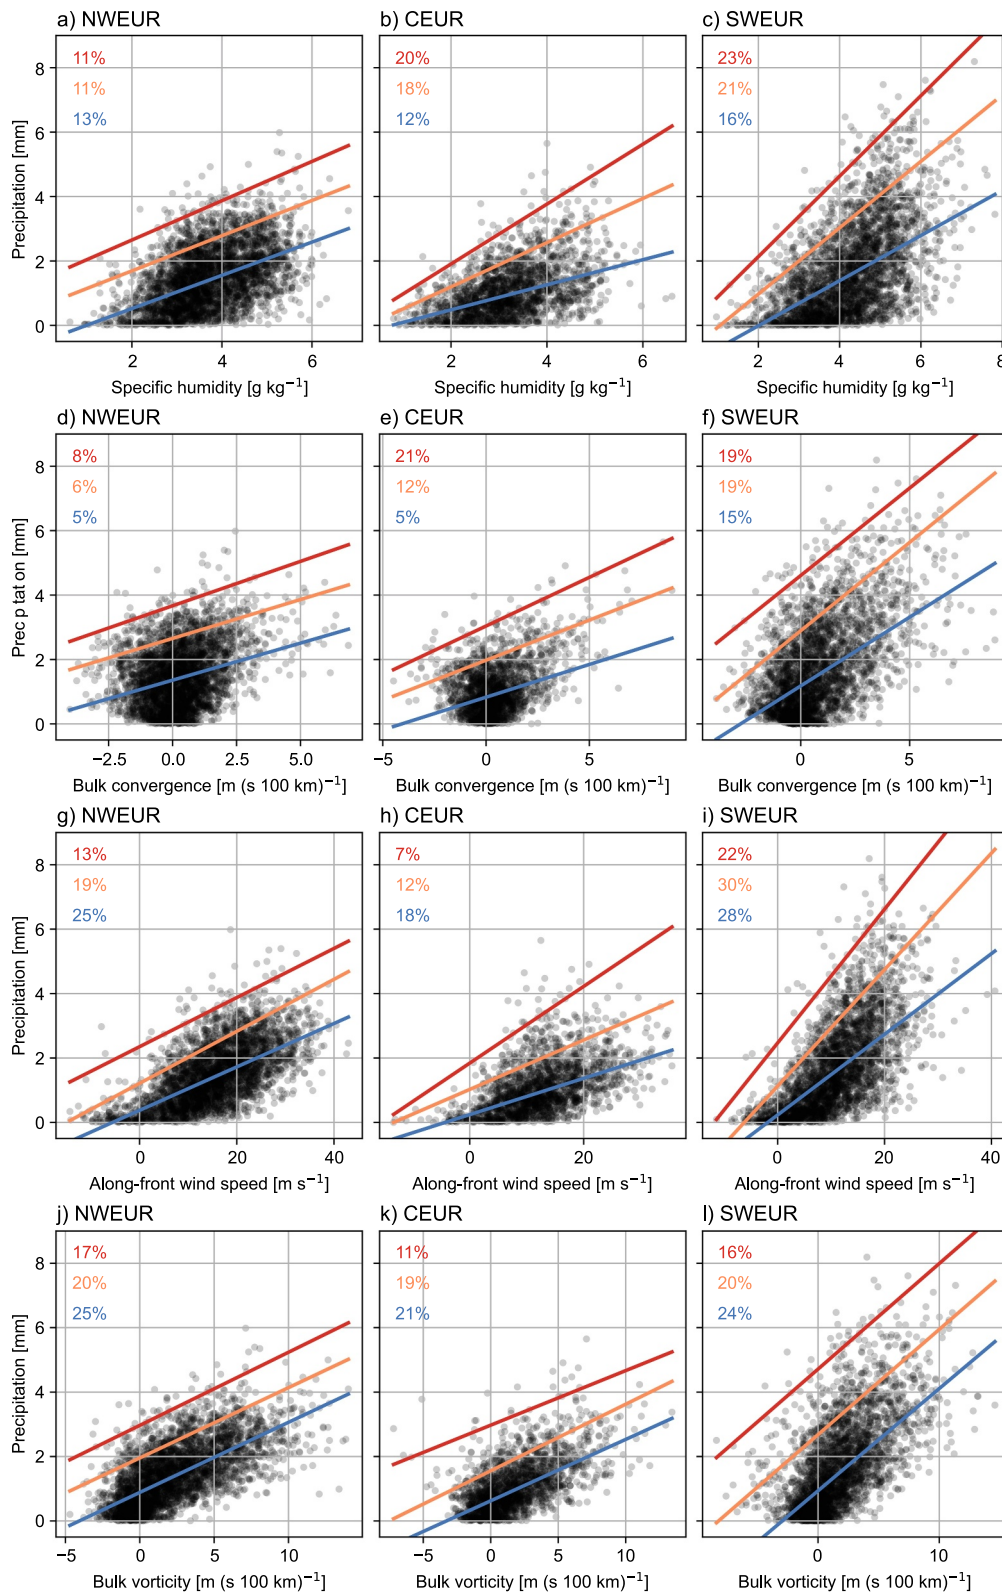 a) NWEUR
b) CEUR
c) SWEUR
11%
11%
13%
20%
18%
12%
23%
21%
16%
Precipitation [mm]
8
6
4
2
0
2 4 6
2 4 6
2 4 6 8
Specific humidity [g kg⁻¹]
Specific humidity [g kg⁻¹]
Specific humidity [g kg⁻¹]
d) NWEUR
e) CEUR
f) SWEUR
8%
6%
5%
21%
12%
5%
19%
19%
15%
Prec p tat on [mm]
8
6
4
2
0
−2.5 0.0 2.5 5.0
−5 0 5
0 5
Bulk convergence [m (s 100 km)⁻¹]
Bulk convergence [m (s 100 km)⁻¹]
Bulk convergence [m (s 100 km)⁻¹]
g) NWEUR
h) CEUR
i) SWEUR
13%
19%
25%
7%
12%
18%
22%
30%
28%
Precipitation [mm]
8
6
4
2
0
0 20 40
0 20
0 20 40
Along-front wind speed [m s⁻¹]
Along-front wind speed [m s⁻¹]
Along-front wind speed [m s⁻¹]
j) NWEUR
k) CEUR
l) SWEUR
17%
20%
25%
11%
19%
21%
16%
20%
24%
Precipitation [mm]
8
6
4
2
0
−5 0 5 10
−5 0 5 10
0 10
Bulk vorticity [m (s 100 km)⁻¹]
Bulk vorticity [m (s 100 km)⁻¹]
Bulk vorticity [m (s 100 km)⁻¹]